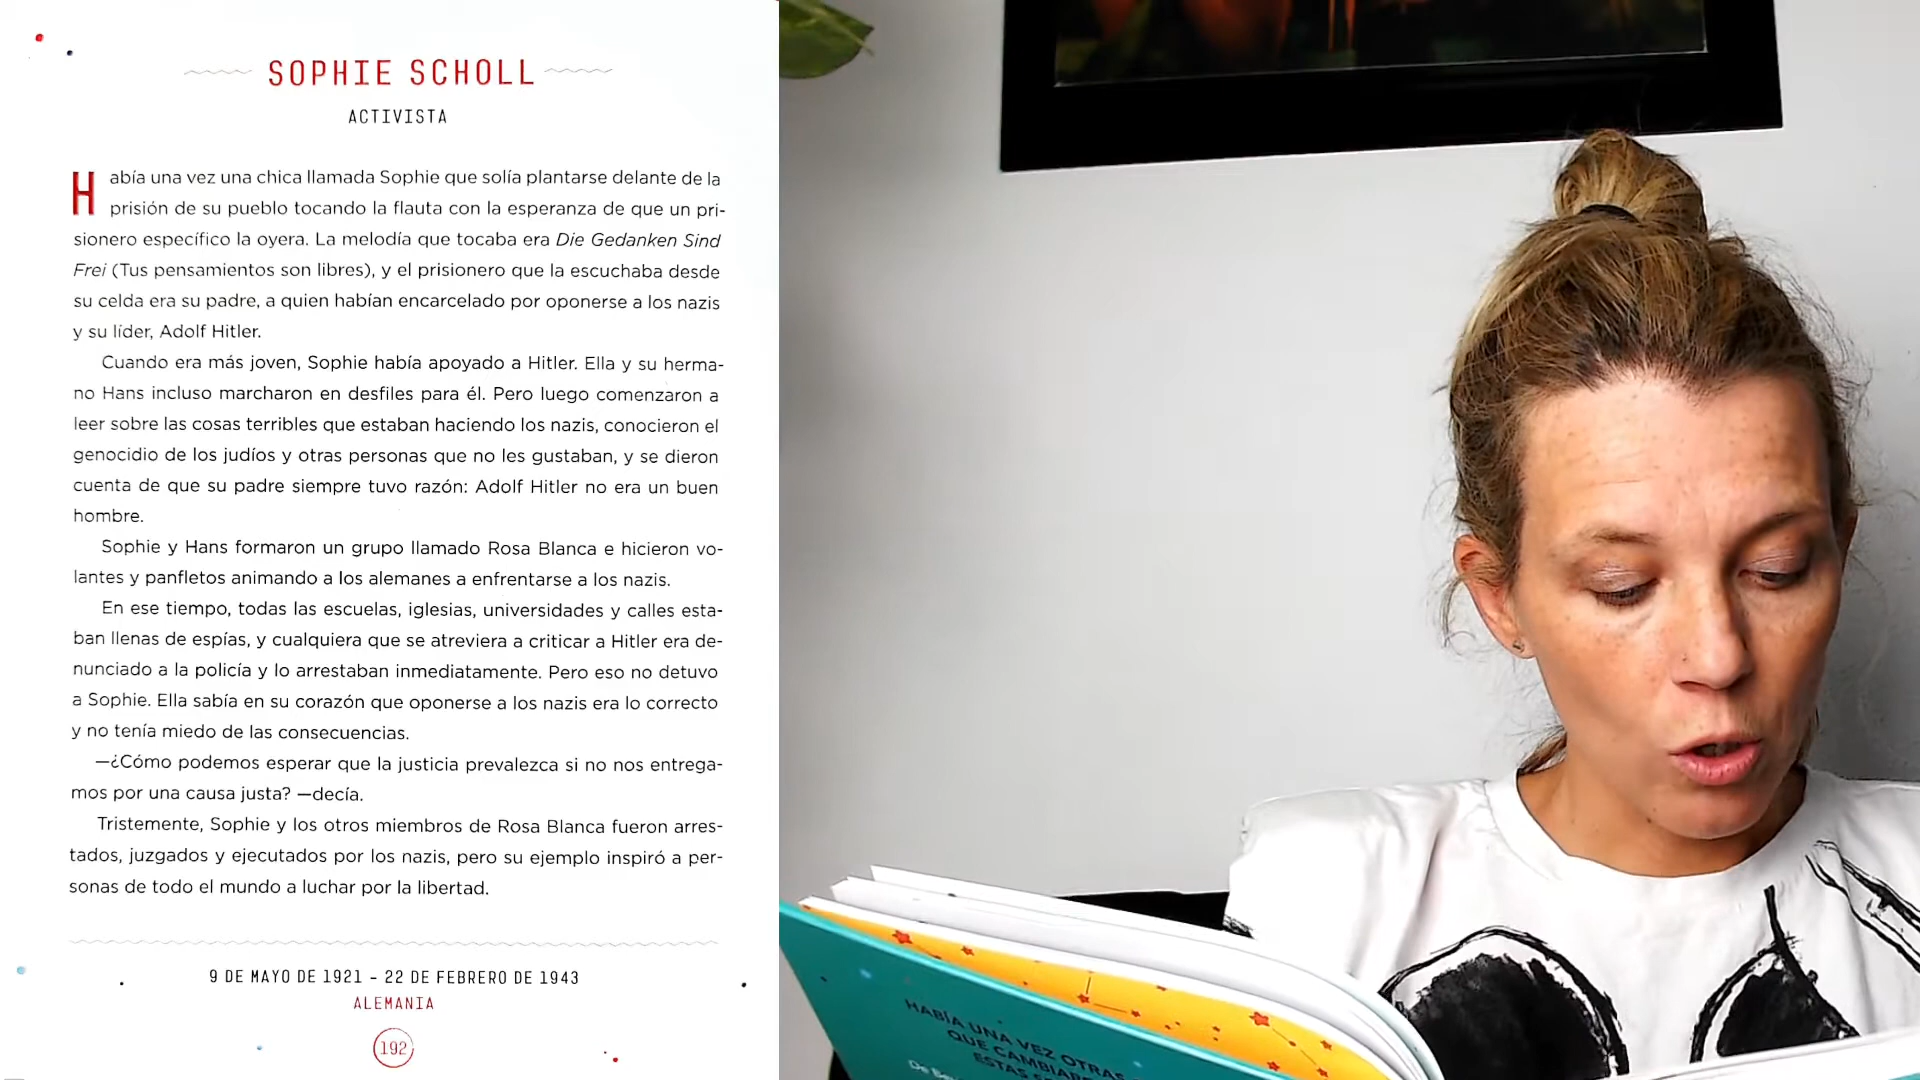 SOPHIE SCHOLL
ACTIVISTA
Había una vez una chica llamada Sophie que solía plantarse delante de la
prisión de su pueblo tocando la flauta con la esperanza de que un pri-
sionero específico la oyera. La melodía que tocaba era Die Gedanken Sind
Frei (Tus pensamientos son libres), y el prisionero que la escuchaba desde
su celda era su padre, a quien habían encarcelado por oponerse a los nazis
y su líder, Adolf Hitler.
Cuando era más joven, Sophie había apoyado a Hitler. Ella y su herma-
no Hans incluso marcharon en desfiles para él. Pero luego comenzaron a
leer sobre las cosas terribles que estaban haciendo los nazis, conocieron el
genocidio de los judíos y otras personas que no les gustaban, y se dieron
cuenta de que su padre siempre tuvo razón: Adolf Hitler no era un buen
hombre.
Sophie y Hans formaron un grupo llamado Rosa Blanca e hicieron vo-
lantes y panfletos animando a los alemanes a enfrentarse a los nazis.
En ese tiempo, todas las escuelas, iglesias, universidades y calles esta-
ban llenas de espías, y cualquiera que se atreviera a criticar a Hitler era de-
nunciado a la policía y lo arrestaban inmediatamente. Pero eso no detuvo
a Sophie. Ella sabía en su corazón que oponerse a los nazis era lo correcto
y no tenía miedo de las consecuencias.
—¿Cómo podemos esperar que la justicia prevalezca si no nos entrega-
mos por una causa justa? —decía.
Tristemente, Sophie y los otros miembros de Rosa Blanca fueron arres-
tados, juzgados y ejecutados por los nazis, pero su ejemplo inspiró a per-
sonas de todo el mundo a luchar por la libertad.
9 DE MAYO DE 1921 - 22 DE FEBRERO DE 1943
ALEMANIA
192
HABÍA UNA VEZ OTRAS
QUE
ESTAS
De